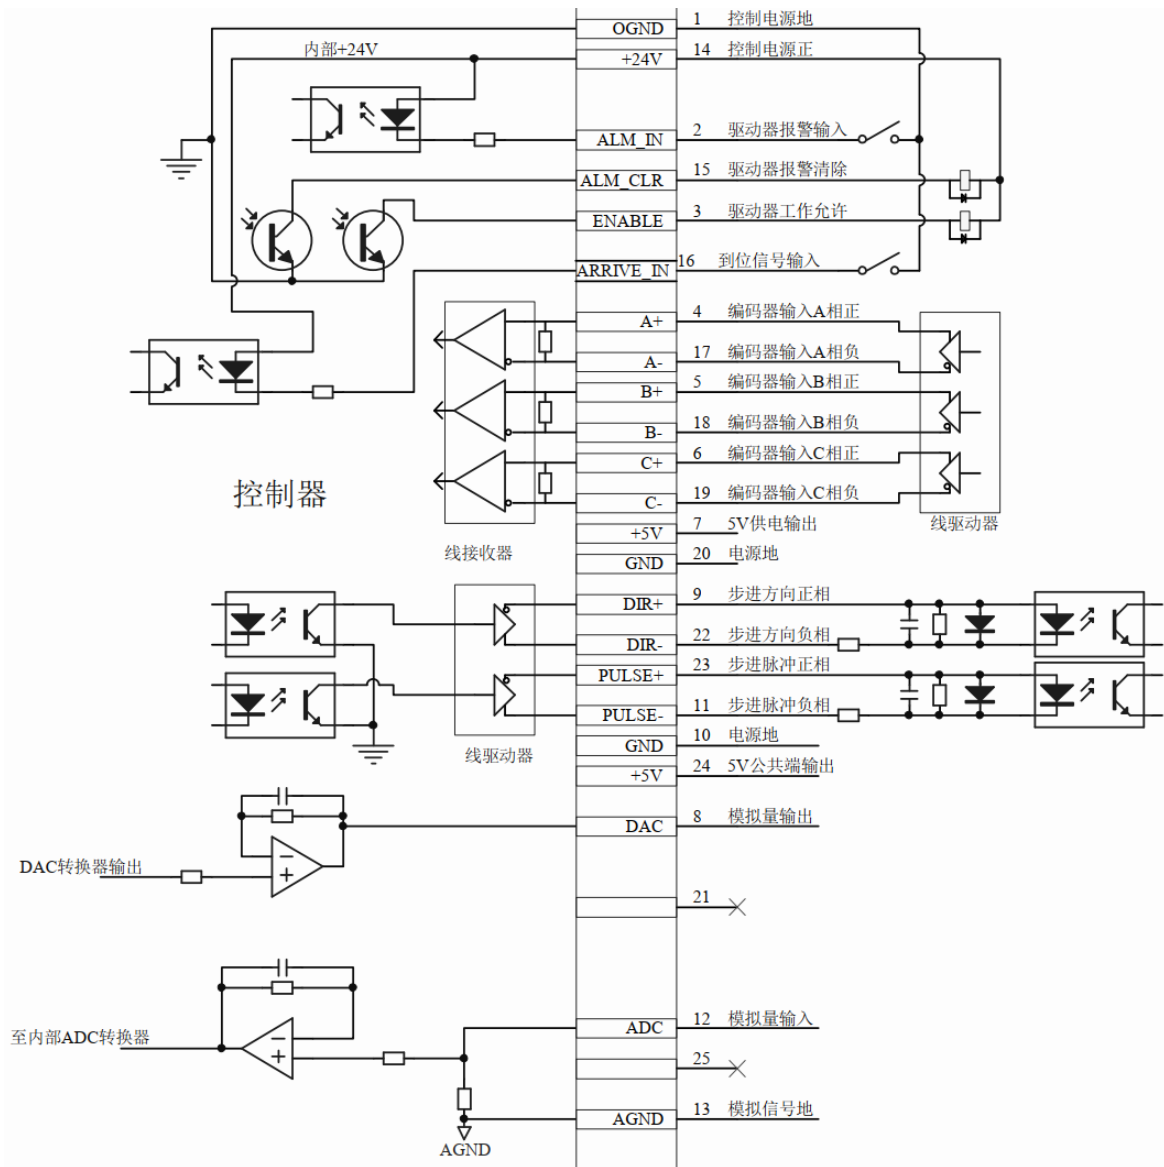 OGND 1 控制电源地
内部+24V +24V 14 控制电源正
ALM_IN 2 驱动器报警输入
ALM_CLR 15 驱动器报警清除
ENABLE 3 驱动器工作允许
ARRIVE_IN 16 到位信号输入
A+ 4 编码器输入A相正
A- 17 编码器输入A相负
B+ 5 编码器输入B相正
B- 18 编码器输入B相负
C+ 6 编码器输入C相正
控制器
C- 19 编码器输入C相负
线驱动器
+5V 7 5V供电输出
线接收器
GND 20 电源地
DIR+ 9 步进方向正相
DIR- 22 步进方向负相
PULSE+ 23 步进脉冲正相
PULSE- 11 步进脉冲负相
GND 10 电源地
线驱动器
+5V 24 5V公共端输出
DAC 8 模拟量输出
DAC转换器输出
− +
21
ADC 12 模拟量输入
至内部ADC转换器
− +
25
AGND 13 模拟信号地
AGND